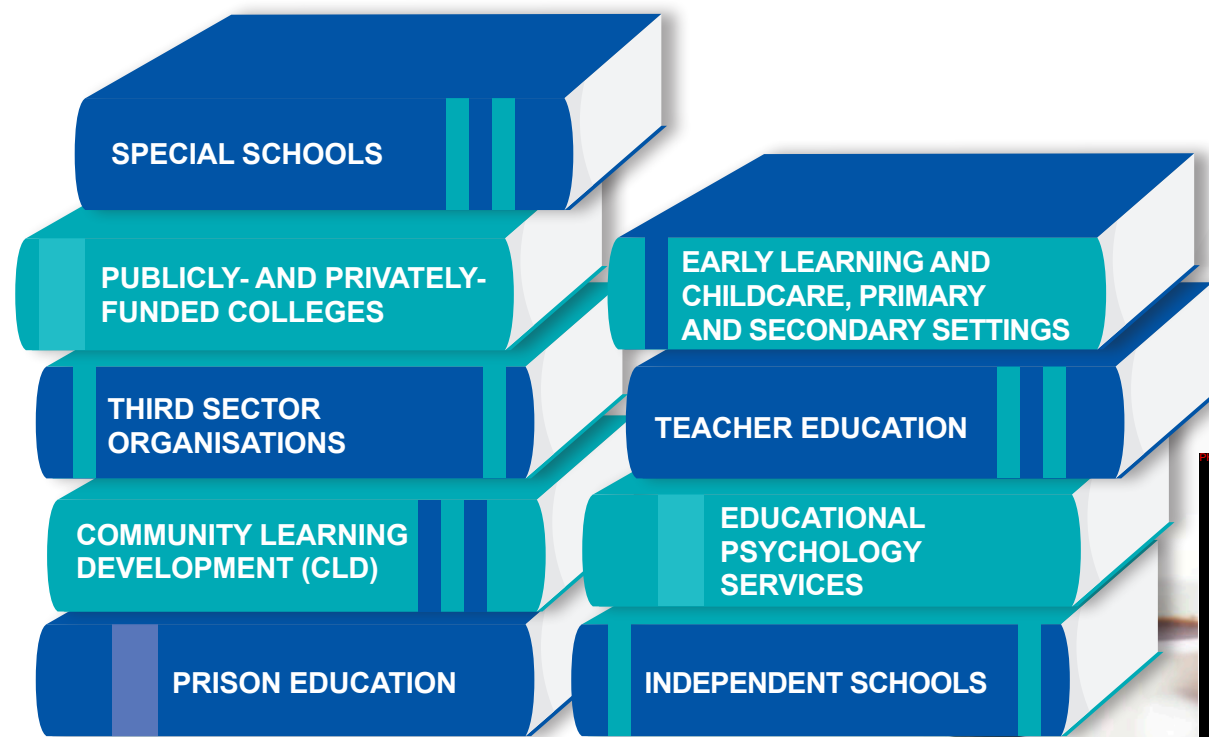 SPECIAL SCHOOLS
PUBLICLY- AND PRIVATELY-
FUNDED COLLEGES
THIRD SECTOR
ORGANISATIONS
COMMUNITY LEARNING
DEVELOPMENT (CLD)
PRISON EDUCATION
EARLY LEARNING AND
CHILDCARE, PRIMARY
AND SECONDARY SETTINGS
TEACHER EDUCATION
EDUCATIONAL
PSYCHOLOGY
SERVICES
INDEPENDENT SCHOOLS